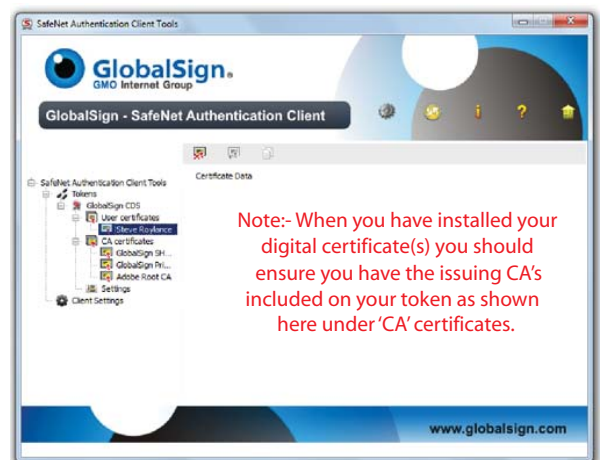 SafeNet Authentication Client Tools
GlobalSign.
GMO Internet Group
GlobalSign - SafeNet Authentication Client
SafeNet Authentication Client Tools
Tokens
GlobalSign CDS
User certificates
Steve Roylance
CA certificates
GlobalSign SH...
GlobalSign Pri...
Adobe Root CA
Settings
Client Settings
Certificate Data
Note:- When you have installed your
digital certificate(s) you should
ensure you have the issuing CA's
included on your token as shown
here under 'CA' certificates.
www.globalsign.com